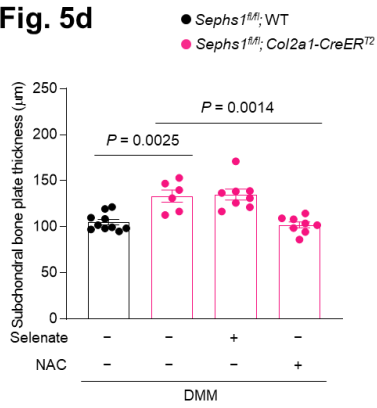 Fig. 5d
Sephs1fl/fl; WT
Sephs1fl/fl; Col2a1-CreERT2
Subchondral bone plate thickness (μm)
250
200
150
100
50
0
P = 0.0014
P = 0.0025
Selenate − − + −
NAC − − − +
DMM